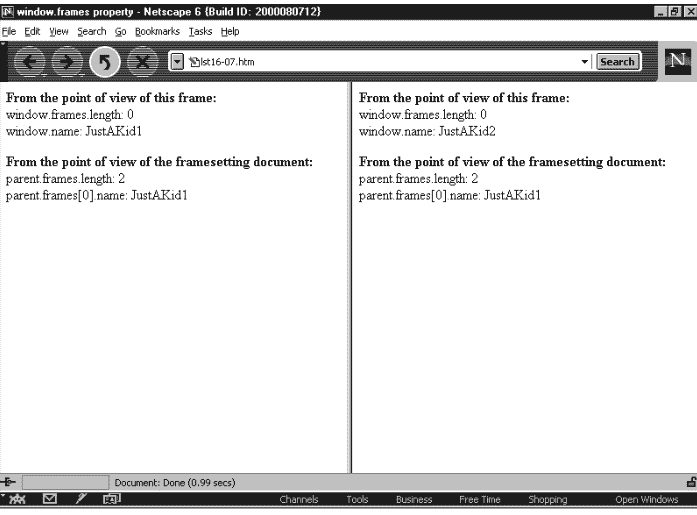 window.frames property - Netscape 6 {Build ID: 2000080712}
File Edit View Search Go Bookmarks Tasks Help
lst16-07.htm Search N
From the point of view of this frame:
window.frames.length: 0
window.name: JustAKid1
From the point of view of the framesetting document:
parent.frames.length: 2
parent.frames[0].name: JustAKid1
From the point of view of this frame:
window.frames.length: 0
window.name: JustAKid2
From the point of view of the framesetting document:
parent.frames.length: 2
parent.frames[0].name: JustAKid1
Document: Done (0.99 secs)
Channels Tools Business Free Time Shopping Open Windows